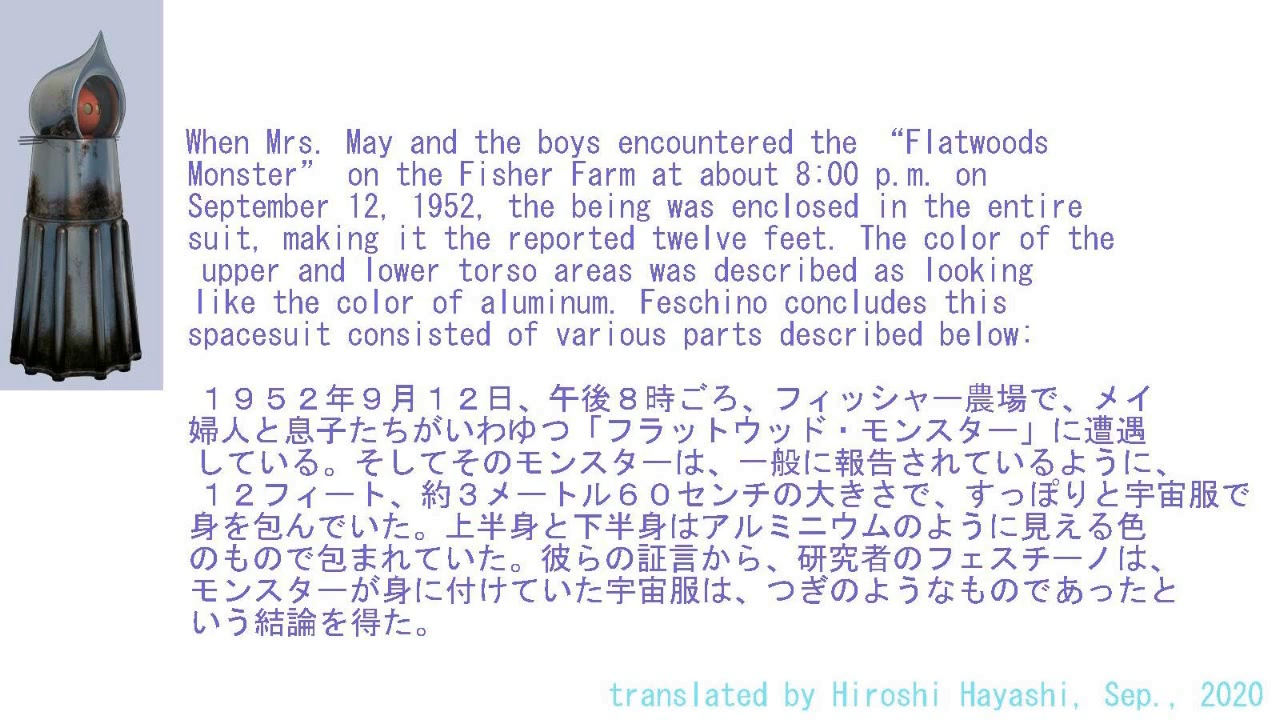 When Mrs. May and the boys encountered the “Flatwoods
Monster” on the Fisher Farm at about 8:00 p.m. on
September 12, 1952, the being was enclosed in the entire
suit, making it the reported twelve feet. The color of the
upper and lower torso areas was described as looking
like the color of aluminum. Feschino concludes this
spacesuit consisted of various parts described below:
１９５２年９月１２日、午後８時ごろ、フィッシャー農場で、メイ
婦人と息子たちがいわゆつ「フラットウッド・モンスター」に遭遇
している。そしてそのモンスターは、一般に報告されているように、
１２フィート、約３メートル６０センチの大きさで、すっぽりと宇宙服で
身を包んでいた。上半身と下半身はアルミニウムのように見える色
のもので包まれていた。彼らの証言から、研究者のフェスチーノは、
モンスターが身に付けていた宇宙服は、つぎのようなものであったと
いう結論を得た。
translated by Hiroshi Hayashi, Sep., 2020